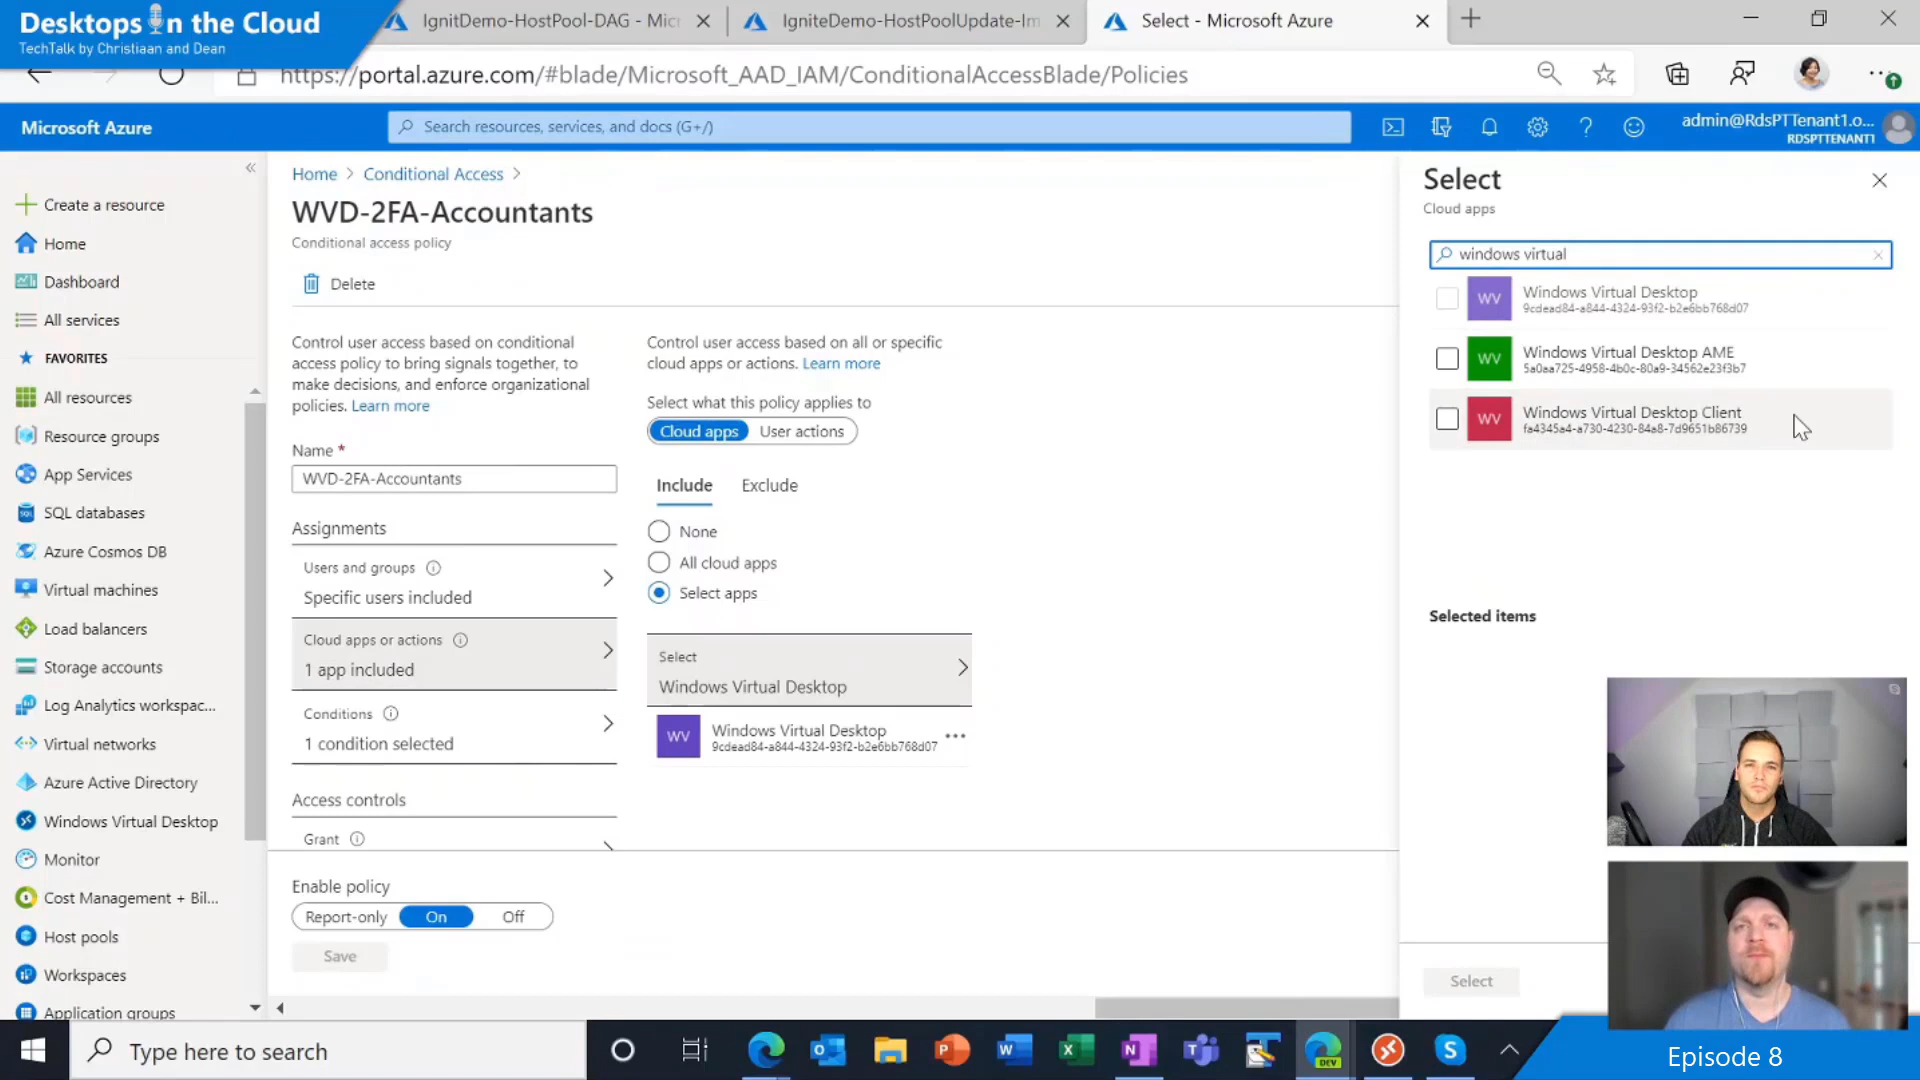 Desktops in the Cloud
TechTalk by Christiaan and Dean
IgnitDemo-HostPool-DAG - Micr
IgniteDemo-HostPoolUpdate-Im
Select - Microsoft Azure
https://portal.azure.com/#blade/Microsoft_AAD_IAM/ConditionalAccessBlade/Policies
Microsoft Azure
Search resources, services, and docs (G+/)
admin@RdsPTTenant1.o...
RDSPTTENANT1
Create a resource
Home
Dashboard
All services
FAVORITES
All resources
Resource groups
App Services
SQL databases
Azure Cosmos DB
Virtual machines
Load balancers
Storage accounts
Log Analytics workspac...
Virtual networks
Azure Active Directory
Windows Virtual Desktop
Monitor
Cost Management + Bil...
Host pools
Workspaces
Application groups
Home > Conditional Access >
WVD-2FA-Accountants
Conditional access policy
Delete
Control user access based on conditional
access policy to bring signals together, to
make decisions, and enforce organizational
policies. Learn more
Name *
WVD-2FA-Accountants
Assignments
Users and groups
Specific users included
Cloud apps or actions
1 app included
Conditions
1 condition selected
Access controls
Grant
Enable policy
Report-only On Off
Save
Control user access based on all or specific
cloud apps or actions. Learn more
Select what this policy applies to
Cloud apps User actions
Include Exclude
None
All cloud apps
Select apps
Select
Windows Virtual Desktop
WV
Windows Virtual Desktop
9cdead84-a844-4324-93f2-b2e6bb768d07
Select
Cloud apps
windows virtual
WV
Windows Virtual Desktop
9cdead84-a844-4324-93f2-b2e6bb768d07
WV
Windows Virtual Desktop AME
5a0aa725-4958-4b0c-80a9-34562e23f3b7
WV
Windows Virtual Desktop Client
fa4345a4-a730-4230-84a8-7d9651b86739
Selected items
Select
Type here to search
DEV
Episode 8